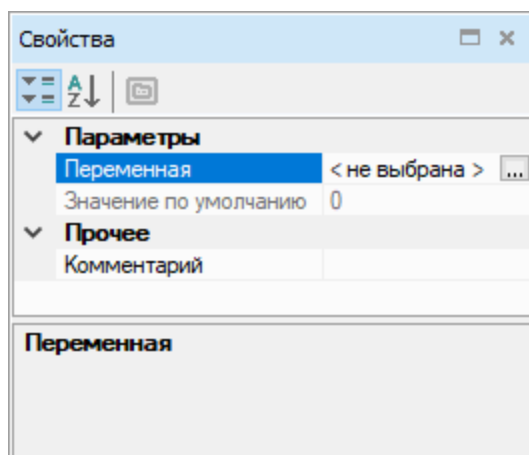 Свойства
A
Z
Параметры
Переменная < не выбрана > ...
Значение по умолчанию 0
Прочее
Комментарий
Переменная